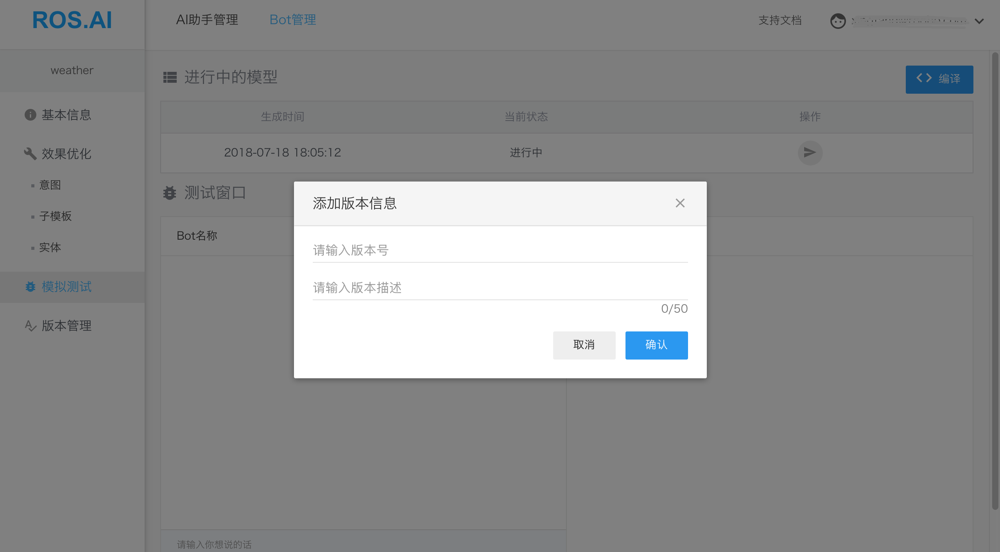 ROS.AI
AI助手管理
Bot管理
支持文档
weather
基本信息
效果优化
意图
子模板
实体
模拟测试
版本管理
进行中的模型
编译
生成时间 当前状态 操作
2018-07-18 18:05:12 进行中
测试窗口
Bot名称
添加版本信息
请输入版本号
请输入版本描述
0/50
取消
确认
请输入你想说的话